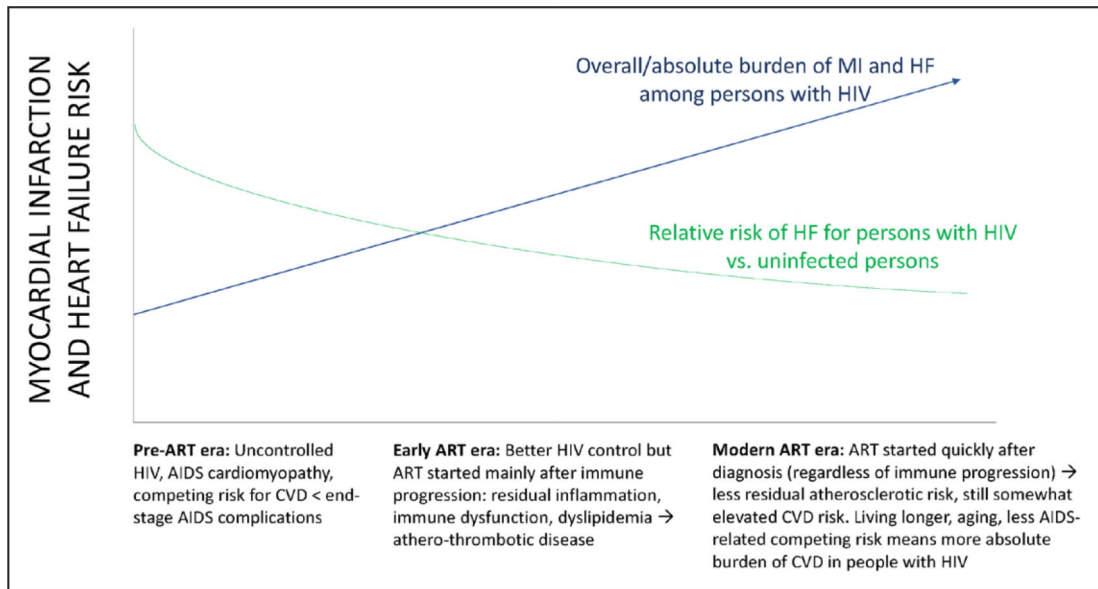 MYOCARDIAL INFARCTION
AND HEART FAILURE RISK
Overall/absolute burden of MI and HF
among persons with HIV
Relative risk of HF for persons with HIV
vs. uninfected persons
Pre-ART era: Uncontrolled
HIV, AIDS cardiomyopathy,
competing risk for CVD < end-
stage AIDS complications
Early ART era: Better HIV control but
ART started mainly after immune
progression: residual inflammation,
immune dysfunction, dyslipidemia →
athero-thrombotic disease
Modern ART era: ART started quickly after
diagnosis (regardless of immune progression) →
less residual atherosclerotic risk, still somewhat
elevated CVD risk. Living longer, aging, less AIDS-
related competing risk means more absolute
burden of CVD in people with HIV